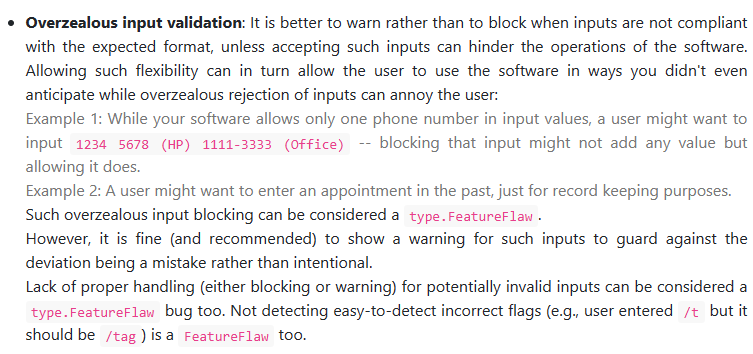 • Overzealous input validation: It is better to warn rather than to block when inputs are not compliant
with the expected format, unless accepting such inputs can hinder the operations of the software.
Allowing such flexibility can in turn allow the user to use the software in ways you didn't even
anticipate while overzealous rejection of inputs can annoy the user:
Example 1: While your software allows only one phone number in input values, a user might want to
input 1234 5678 (HP) 1111-3333 (Office) -- blocking that input might not add any value but
allowing it does.
Example 2: A user might want to enter an appointment in the past, just for record keeping purposes.
Such overzealous input blocking can be considered a type.FeatureFlaw .
However, it is fine (and recommended) to show a warning for such inputs to guard against the
deviation being a mistake rather than intentional.
Lack of proper handling (either blocking or warning) for potentially invalid inputs can be considered a
type.FeatureFlaw bug too. Not detecting easy-to-detect incorrect flags (e.g., user entered /t but it
should be /tag ) is a FeatureFlaw too.